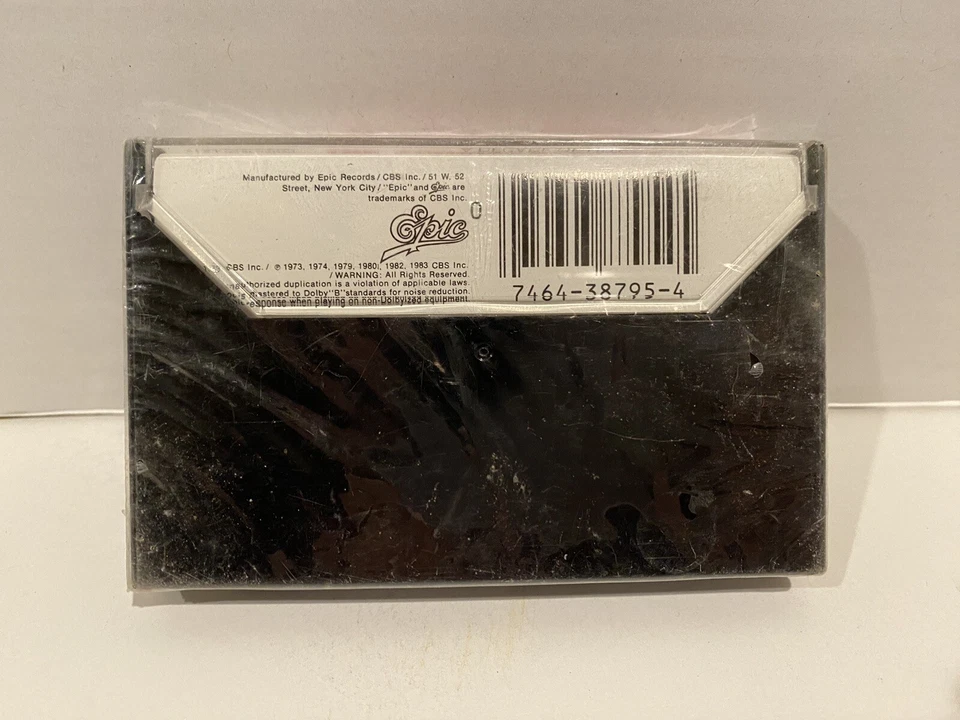 Manufactured by Epic Records/ CBS Inc./ 51 W. 52
Street, New York City/ "Epic" and Epic are
trademarks of CBS Inc.
Epic
0
CBS Inc./ ℗ 1973, 1974, 1979, 1980, 1982, 1983 CBS Inc.
/ WARNING: All Rights Reserved.
duplication is a violation of applicable laws.
mastered to Dolby "B" standards for noise reduction.
response when playing on non-Dolbyized equipment.
7464-38795-4